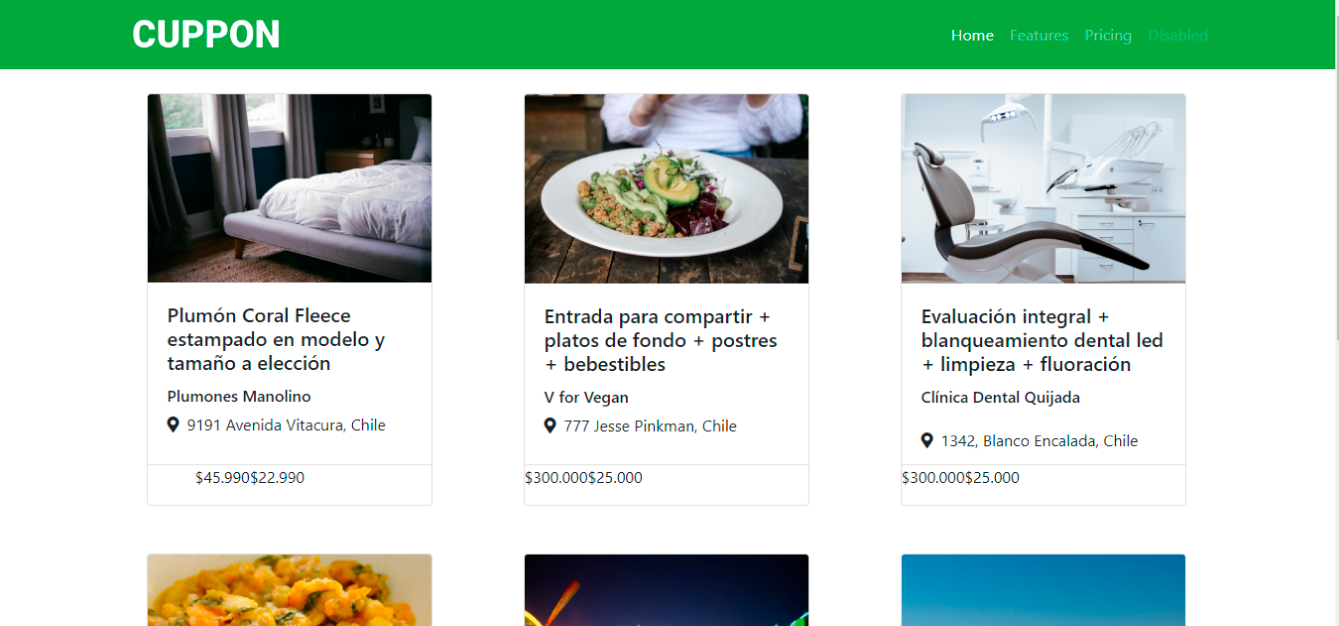 CUPPON
Home Features Pricing Disabled
Plumón Coral Fleece
estampado en modelo y
tamaño a elección
Plumones Manolino
9191 Avenida Vitacura, Chile
$45.990$22.990
Entrada para compartir +
platos de fondo + postres
+ bebestibles
V for Vegan
777 Jesse Pinkman, Chile
$300.000$25.000
Evaluación integral +
blanqueamiento dental led
+ limpieza + fluoración
Clínica Dental Quijada
1342, Blanco Encalada, Chile
$300.000$25.000